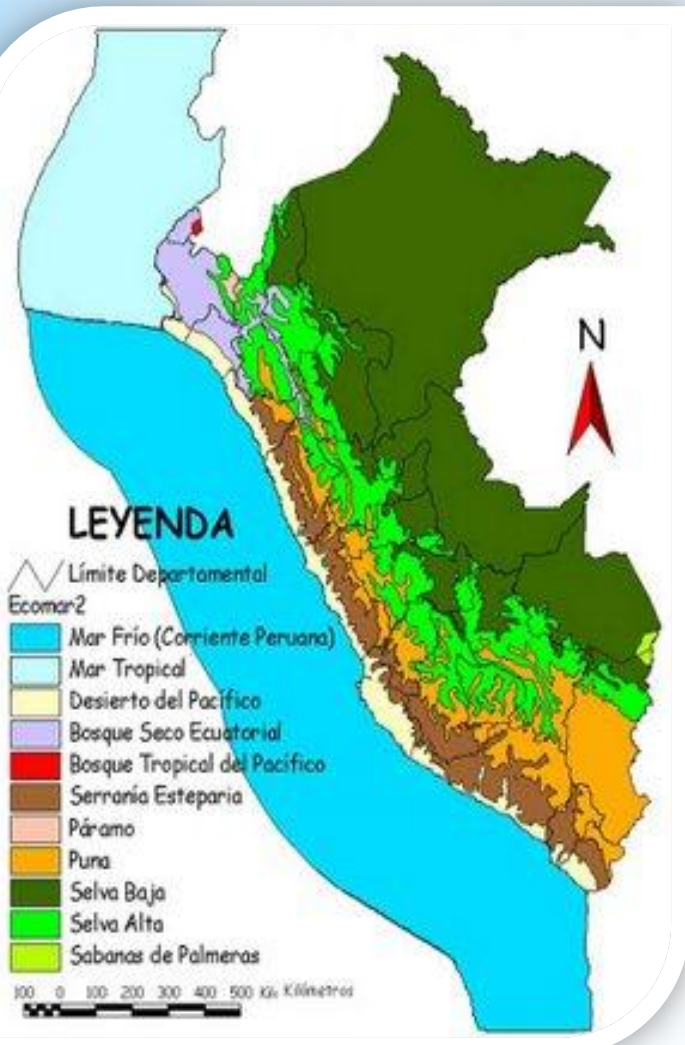 N
LEYENDA
Límite Departamental
Ecomar2
Mar Frío (Corriente Peruana)
Mar Tropical
Desierto del Pacífico
Bosque Seco Ecuatorial
Bosque Tropical del Pacífico
Serranía Esteparia
Páramo
Puna
Selva Baja
Selva Alta
Sabanas de Palmeras
100 0 100 200 300 400 500 Kilómetros